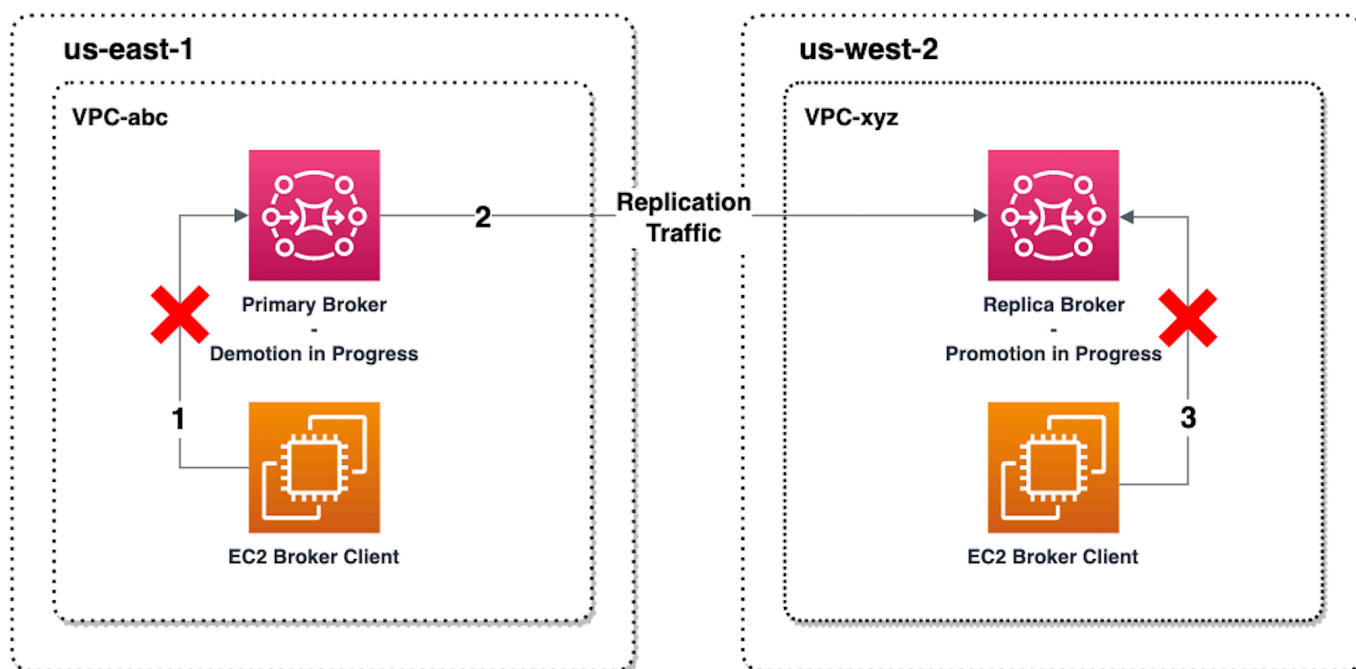 us-east-1
VPC-abc
Primary Broker
-
Demotion in Progress
1
EC2 Broker Client
2
Replication
Traffic
us-west-2
VPC-xyz
Replica Broker
-
Promotion in Progress
3
EC2 Broker Client